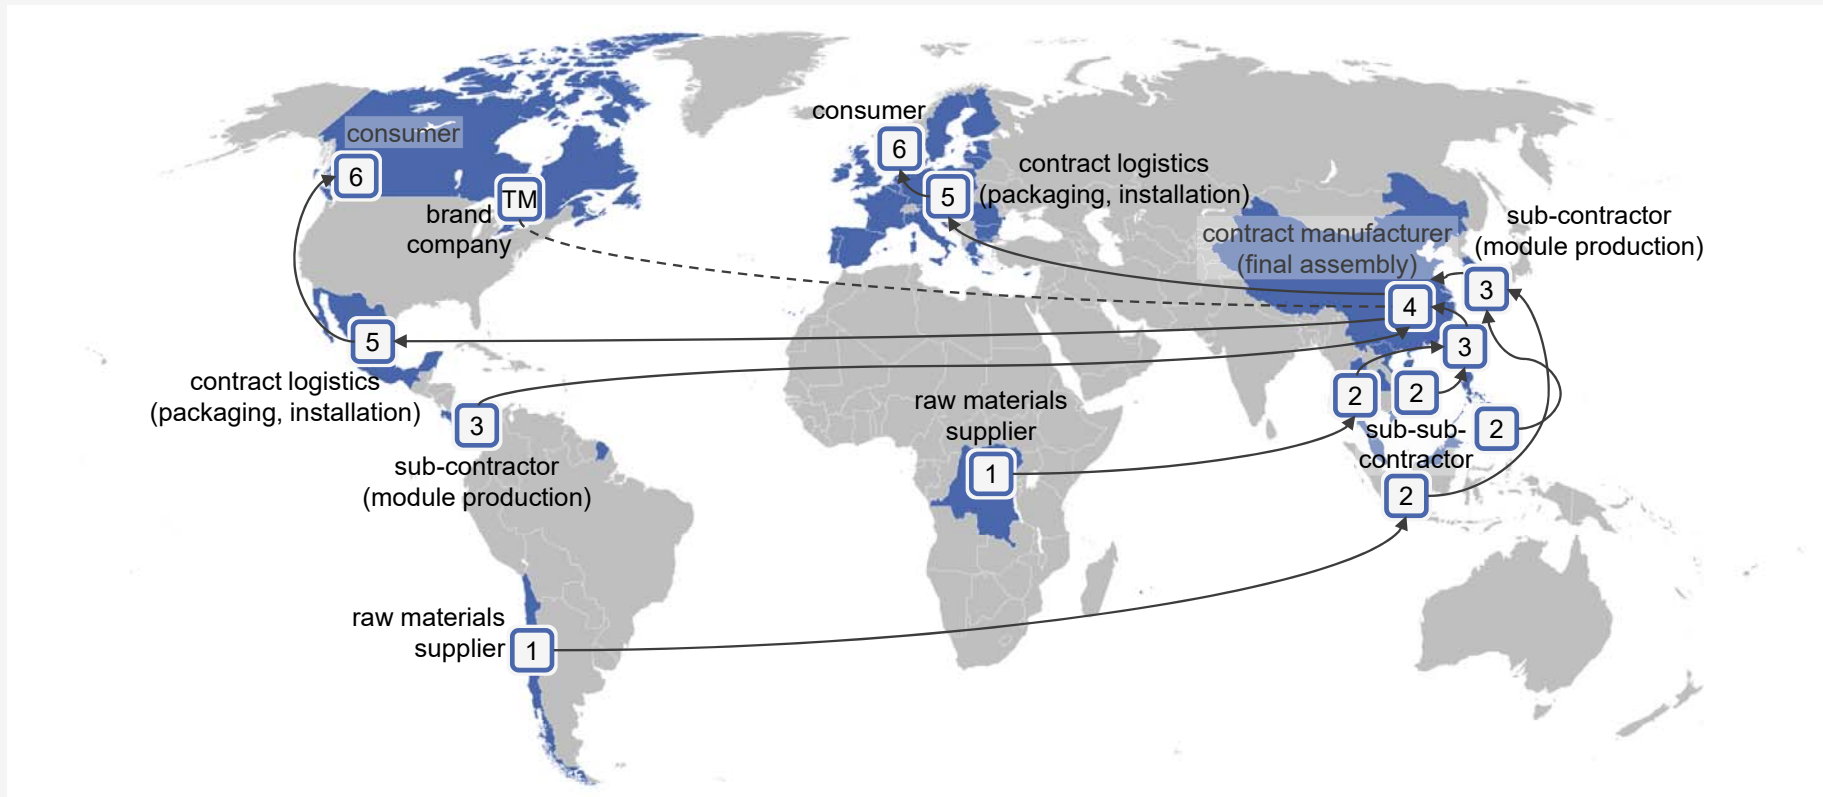 consumer
6
TM
brand
company
consumer
6
5
contract logistics
(packaging, installation)
contract manufacturer
(final assembly)
4
sub-contractor
(module production)
3
3
5
contract logistics
(packaging, installation)
3
sub-contractor
(module production)
raw materials
supplier
1
2
2
2
sub-sub-
contractor
2
raw materials
supplier
1